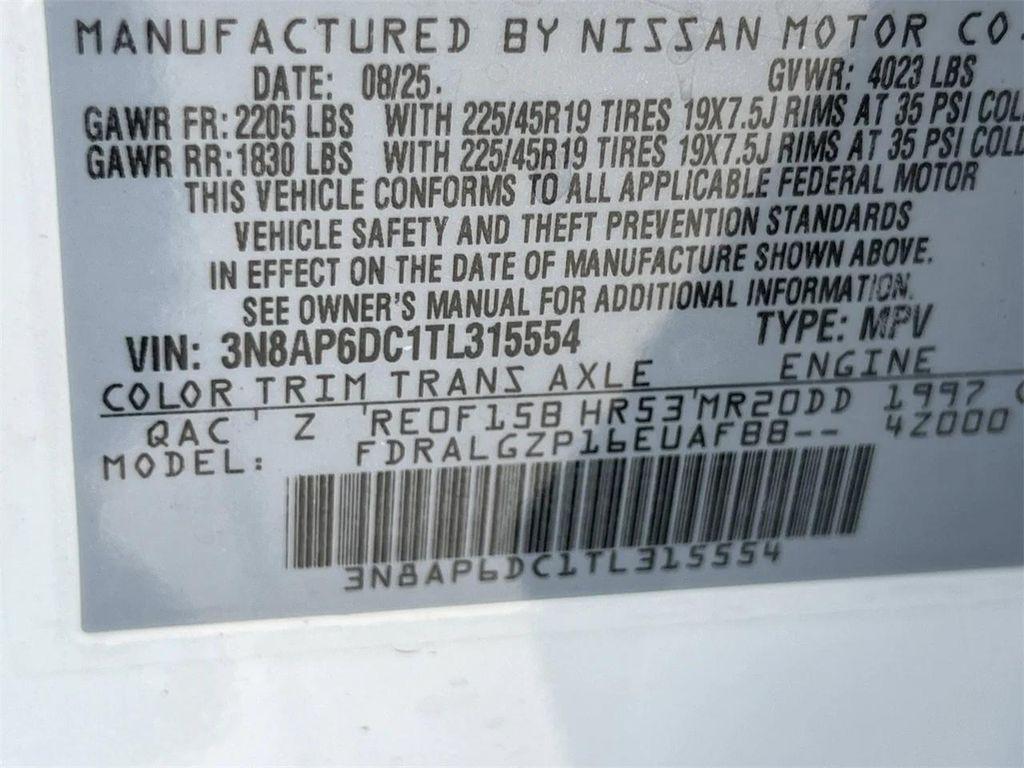 MANUFACTURED BY NISSAN MOTOR CO.
DATE: 08/25. GVWR: 4023 LBS
GAWR FR: 2205 LBS WITH 225/45R19 TIRES 19X7.5J RIMS AT 35 PSI COLD
GAWR RR: 1830 LBS WITH 225/45R19 TIRES 19X7.5J RIMS AT 35 PSI COLD
THIS VEHICLE CONFORMS TO ALL APPLICABLE FEDERAL MOTOR
VEHICLE SAFETY AND THEFT PREVENTION STANDARDS
IN EFFECT ON THE DATE OF MANUFACTURE SHOWN ABOVE.
SEE OWNER'S MANUAL FOR ADDITIONAL INFORMATION.
VIN: 3N8AP6DC1TL315554 TYPE: MPV
COLOR TRIM TRANS AXLE ENGINE
QAC ' Z 'RE0F15B HR53'MR20DD 1997
MODEL: FDRALGZP16EUAFBB-- 4Z000
3N8AP6DC1TL315554